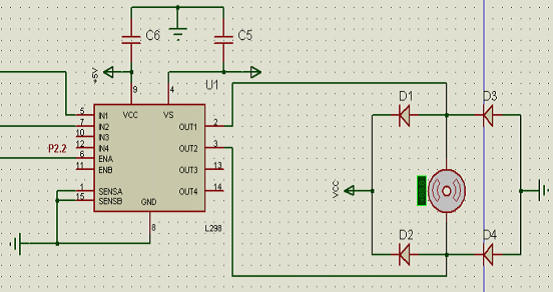 C6
C5
+5V
U1
9
4
D1
D3
5
IN1
VCC
VS
7
IN2
OUT1
2
10
IN3
P2.2
12
IN4
OUT2
3
6
ENA
11
ENB
OUT3
13
VCC
1
SENSA
OUT4
14
15
SENSB
GND
8
L298
D2
D4